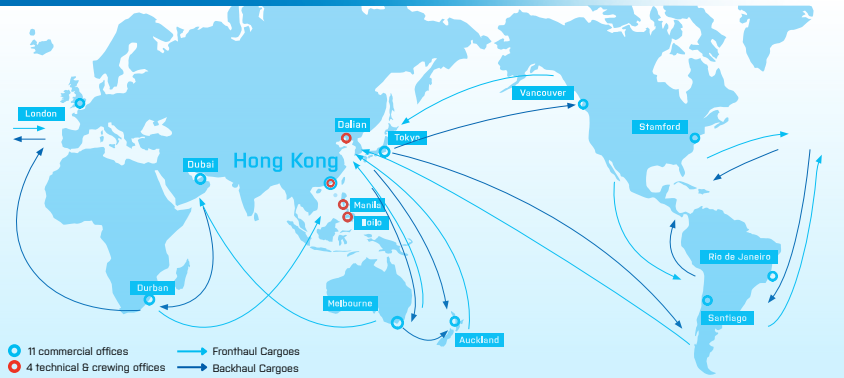 London
Dubai
Hong Kong
Dalian
Tokyo
Manila
Iloilo
Durban
Melbourne
Auckland
Vancouver
Stamford
Rio de Janeiro
Santiago
11 commercial offices
4 technical & crewing offices
Fronthaul Cargoes
Backhaul Cargoes